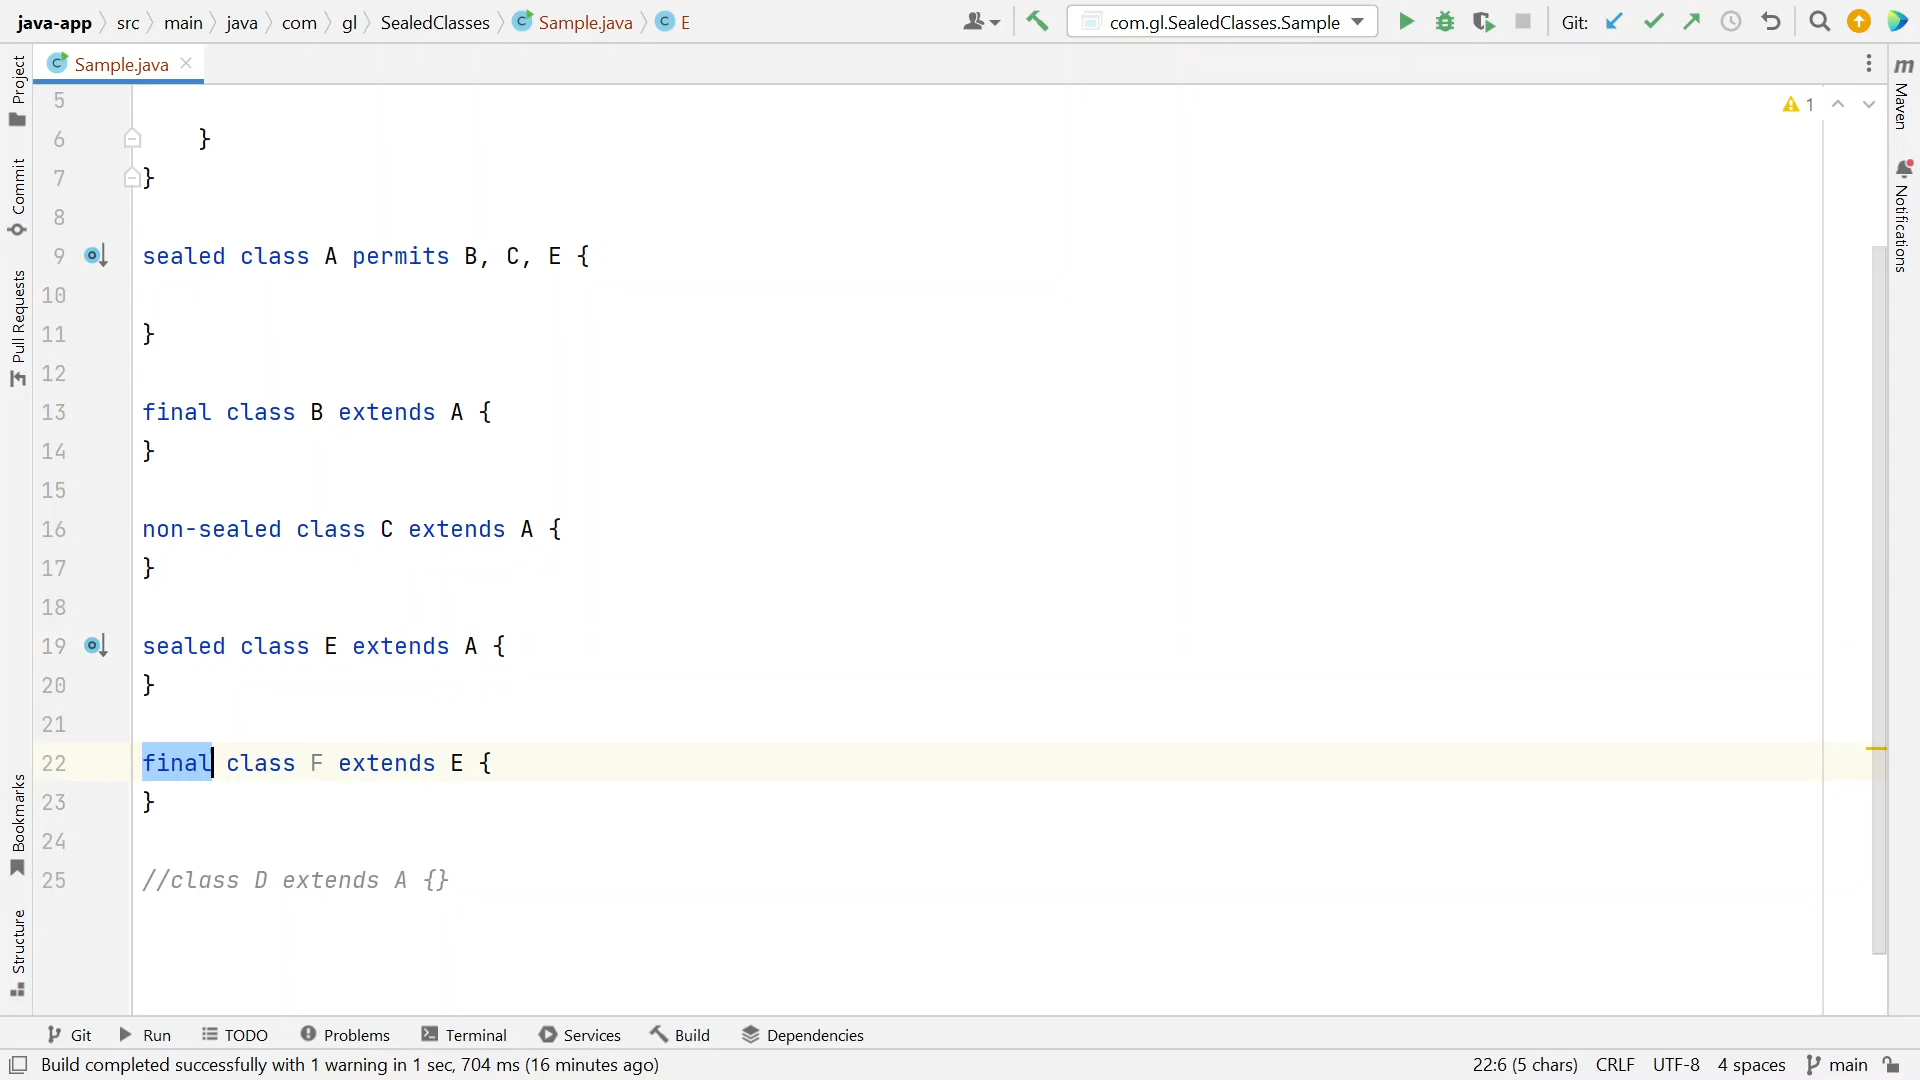 java-app src main java com gl SealedClasses Sample.java E com.gl.SealedClasses.Sample Git:
Sample.java
5
1
6 }
7 }
8
9 sealed class A permits B, C, E {
10
11 }
12
13 final class B extends A {
14 }
15
16 non-sealed class C extends A {
17 }
18
19 sealed class E extends A {
20 }
21
22 final class F extends E {
23 }
24
25 //class D extends A {}
Project
Commit
Pull Requests
Bookmarks
Structure
m
Maven
Notifications
Git Run TODO Problems Terminal Services Build Dependencies
Build completed successfully with 1 warning in 1 sec, 704 ms (16 minutes ago) 22:6 (5 chars) CRLF UTF-8 4 spaces main